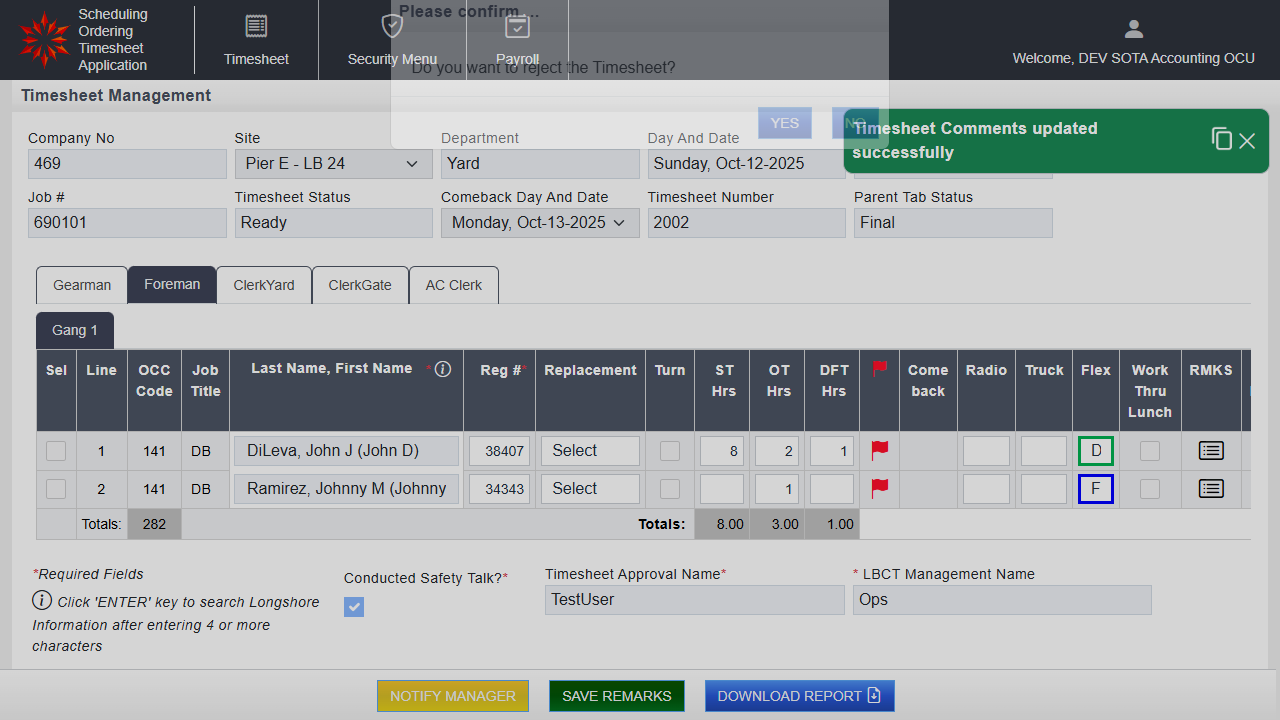 Scheduling
Ordering
Timesheet
Application
Timesheet
Security Menu
Payroll
Welcome, DEV SOTA Accounting OCU
Please confirm....
Do you want to reject the Timesheet?
YES
NO
Timesheet Comments updated
successfully
Timesheet Management
Company No Site Department Day And Date
469 Pier E - LB 24 Yard Sunday, Oct-12-2025
Job # Timesheet Status Comeback Day And Date Timesheet Number Parent Tab Status
690101 Ready Monday, Oct-13-2025 2002 Final
Gearman Foreman ClerkYard ClerkGate AC Clerk
Gang 1
Sel Line OCC Code Job Title Last Name, First Name * Reg #* Replacement Turn ST Hrs OT Hrs DFT Hrs Come back Radio Truck Flex Work Thru Lunch RMKS
1 141 DB DiLeva, John J (John D) 38407 Select 8 2 1 D
2 141 DB Ramirez, Johnny M (Johnny 34343 Select 1 F
Totals: 282 Totals: 8.00 3.00 1.00
*Required Fields
Click 'ENTER' key to search Longshore
Information after entering 4 or more
characters
Conducted Safety Talk?*
Timesheet Approval Name*
TestUser
* LBCT Management Name
Ops
NOTIFY MANAGER SAVE REMARKS DOWNLOAD REPORT